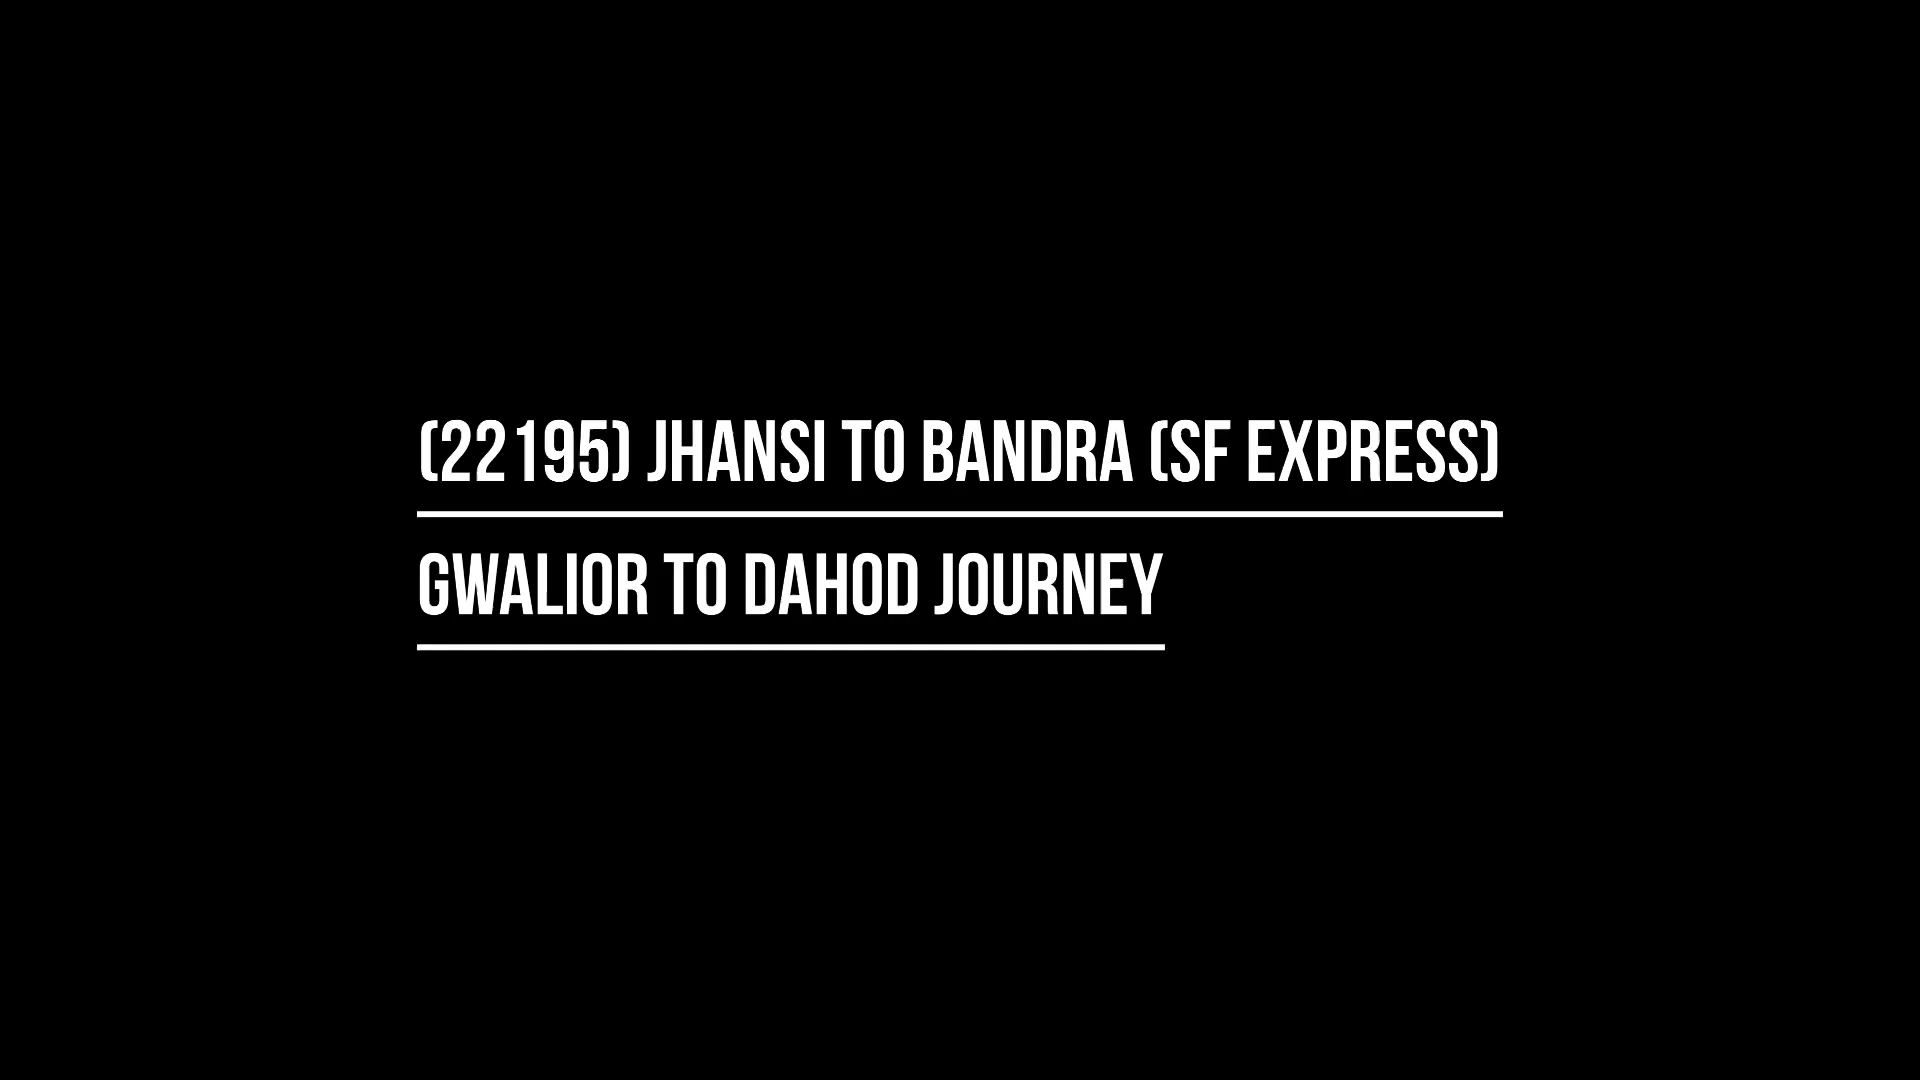 (22195) JHANSI TO BANDRA (SF EXPRESS)
GWALIOR TO DAHOD JOURNEY